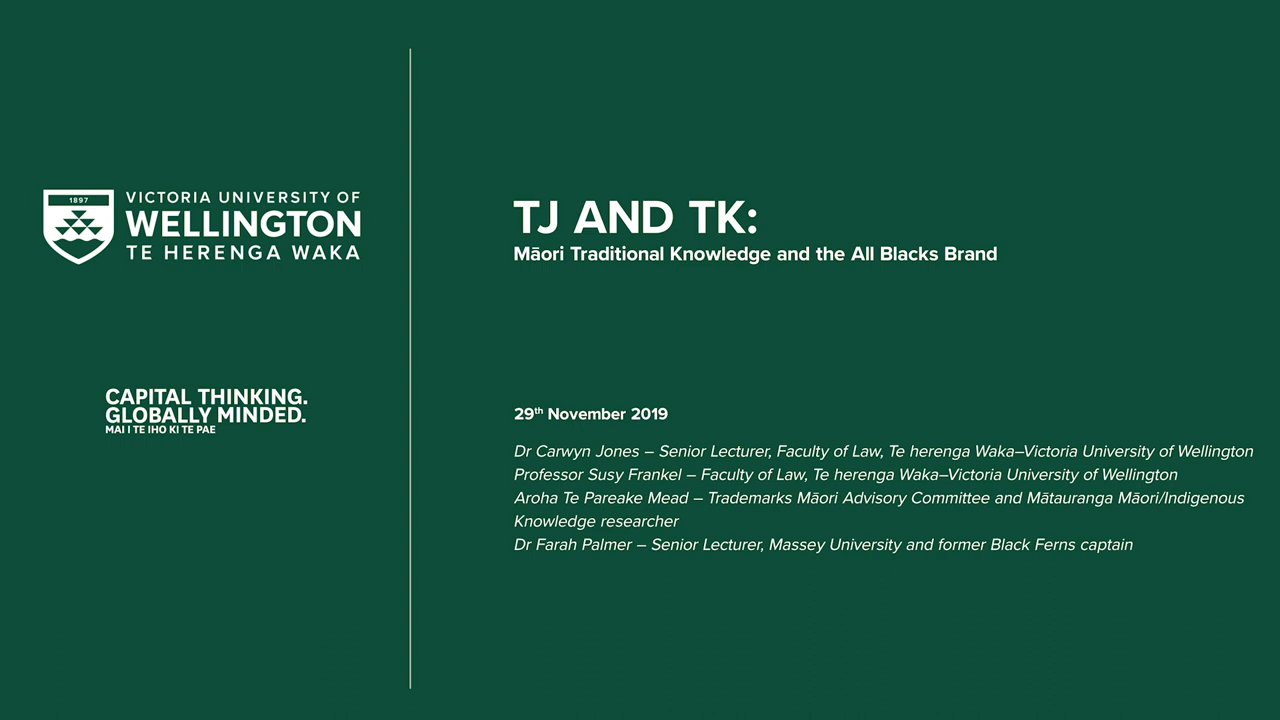 1897
VICTORIA UNIVERSITY OF
WELLINGTON
TE HERENGA WAKA
CAPITAL THINKING.
GLOBALLY MINDED.
MAI I TE IHO KI TE PAE
TJ AND TK:
Māori Traditional Knowledge and the All Blacks Brand
29th November 2019
Dr Carwyn Jones – Senior Lecturer, Faculty of Law, Te herenga Waka–Victoria University of Wellington
Professor Susy Frankel – Faculty of Law, Te herenga Waka–Victoria University of Wellington
Aroha Te Pareake Mead – Trademarks Māori Advisory Committee and Mātauranga Māori/Indigenous
Knowledge researcher
Dr Farah Palmer – Senior Lecturer, Massey University and former Black Ferns captain